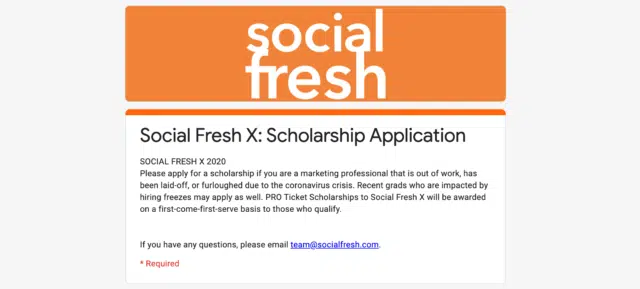 social
fresh
Social Fresh X: Scholarship Application
SOCIAL FRESH X 2020
Please apply for a scholarship if you are a marketing professional that is out of work, has
been laid-off, or furloughed due to the coronavirus crisis. Recent grads who are impacted by
hiring freezes may apply as well. PRO Ticket Scholarships to Social Fresh X will be awarded
on a first-come-first-serve basis to those who qualify.
If you have any questions, please email team@socialfresh.com.
* Required